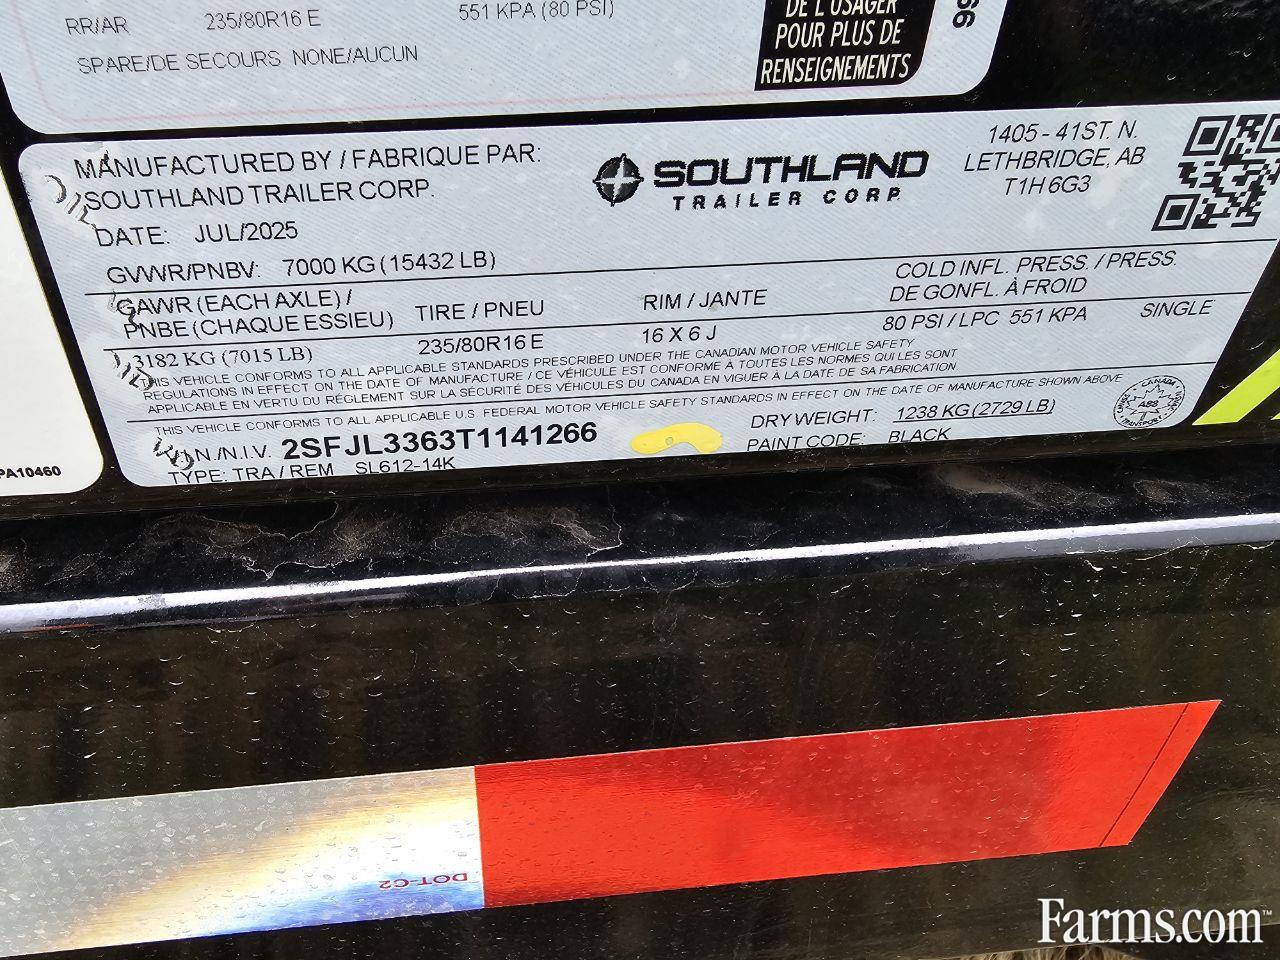 RR/AR 235/80R16 E 551 KPA (80 PSI)
SPARE/DE SECOURS NONE/AUCUN
DE L'USAGER
POUR PLUS DE
RENSEIGNEMENTS
66
MANUFACTURED BY / FABRIQUE PAR:
SOUTHLAND TRAILER CORP.
DATE: JUL/2025
SOUTHLAND
TRAILER CORP
1405 - 41ST. N.
LETHBRIDGE, AB
T1H 6G3
GVWR/PNBV: 7000 KG (15432 LB)
GAWR (EACH AXLE) /
PNBE (CHAQUE ESSIEU)
TIRE / PNEU
RIM / JANTE
COLD INFL. PRESS. / PRESS.
DE GONFL. À FROID
3182 KG (7015 LB) 235/80R16 E 16 X 6 J 80 PSI / LPC 551 KPA SINGLE
THIS VEHICLE CONFORMS TO ALL APPLICABLE STANDARDS PRESCRIBED UNDER THE CANADIAN MOTOR VEHICLE SAFETY
REGULATIONS IN EFFECT ON THE DATE OF MANUFACTURE / CE VÉHICULE EST CONFORME À TOUTES LES NORMES QUI LES SONT
APPLICABLE EN VERTU DU RÉGLEMENT SUR LA SÉCURITÉ DES VÉHICULES DU CANADA EN VIGUER À LA DATE DE SA FABRICATION
THIS VEHICLE CONFORMS TO ALL APPLICABLE U.S. FEDERAL MOTOR VEHICLE SAFETY STANDARDS IN EFFECT ON THE DATE OF MANUFACTURE SHOWN ABOVE
V.I.N./N.I.V. 2SFJL3363T1141266
DRY WEIGHT: 1238 KG (2729 LB)
TYPE: TRA / REM SL612-14K
PAINT CODE: BLACK
CANADA
ASS
TRANSPORT
PA10460
DOT-C2
Farms.com™